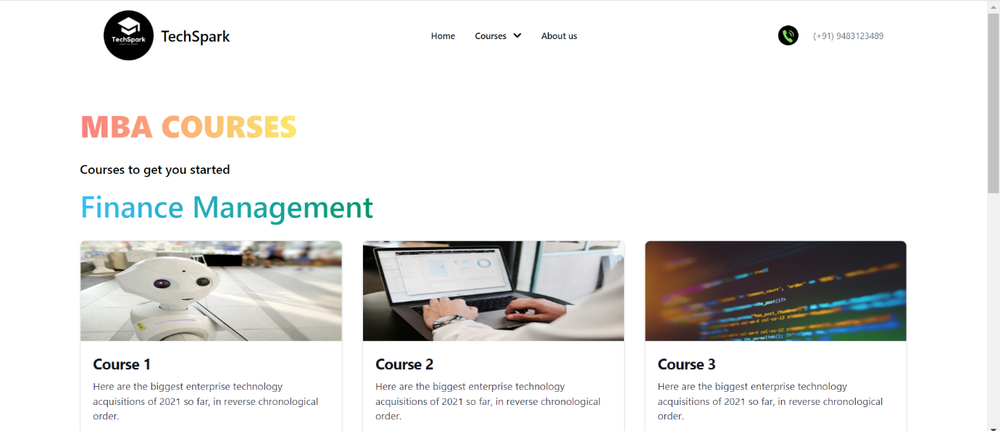 TechSpark
TechSpark
Home
Courses
About us
(+91) 9483123489
MBA COURSES
Courses to get you started
Finance Management
Course 1
Here are the biggest enterprise technology
acquisitions of 2021 so far, in reverse chronological
order.
Course 2
Here are the biggest enterprise technology
acquisitions of 2021 so far, in reverse chronological
order.
Course 3
Here are the biggest enterprise technology
acquisitions of 2021 so far, in reverse chronological
order.